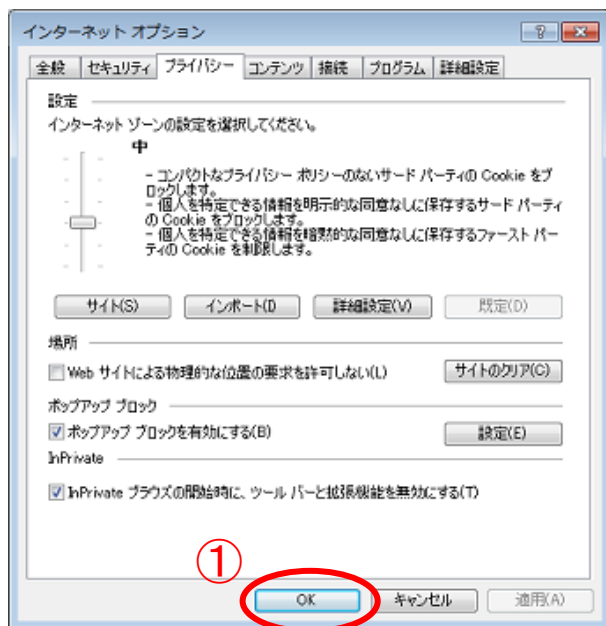 インターネット オプション
全般 セキュリティ プライバシー コンテンツ 接続 プログラム 詳細設定
設定
インターネット ゾーンの設定を選択してください。
中
- コンパクトなプライバシー ポリシーのないサード パーティの Cookie をブ
ロックします。
- 個人を特定できる情報を明示的な同意なしに保存するサード パーティ
の Cookie をブロックします。
- 個人を特定できる情報を暗黙的な同意なしに保存するファースト パー
ティの Cookie を制限します。
サイト(S) インポート(I 詳細設定(V) 既定(D)
場所
Web サイトによる物理的な位置の要求を許可しない(L) サイトのクリア(C)
ポップアップ ブロック
ポップアップ ブロックを有効にする(B) 設定(E)
InPrivate
InPrivate ブラウズの開始時に、ツール バーと拡張機能を無効にする(T)
①
OK キャンセル 適用(A)